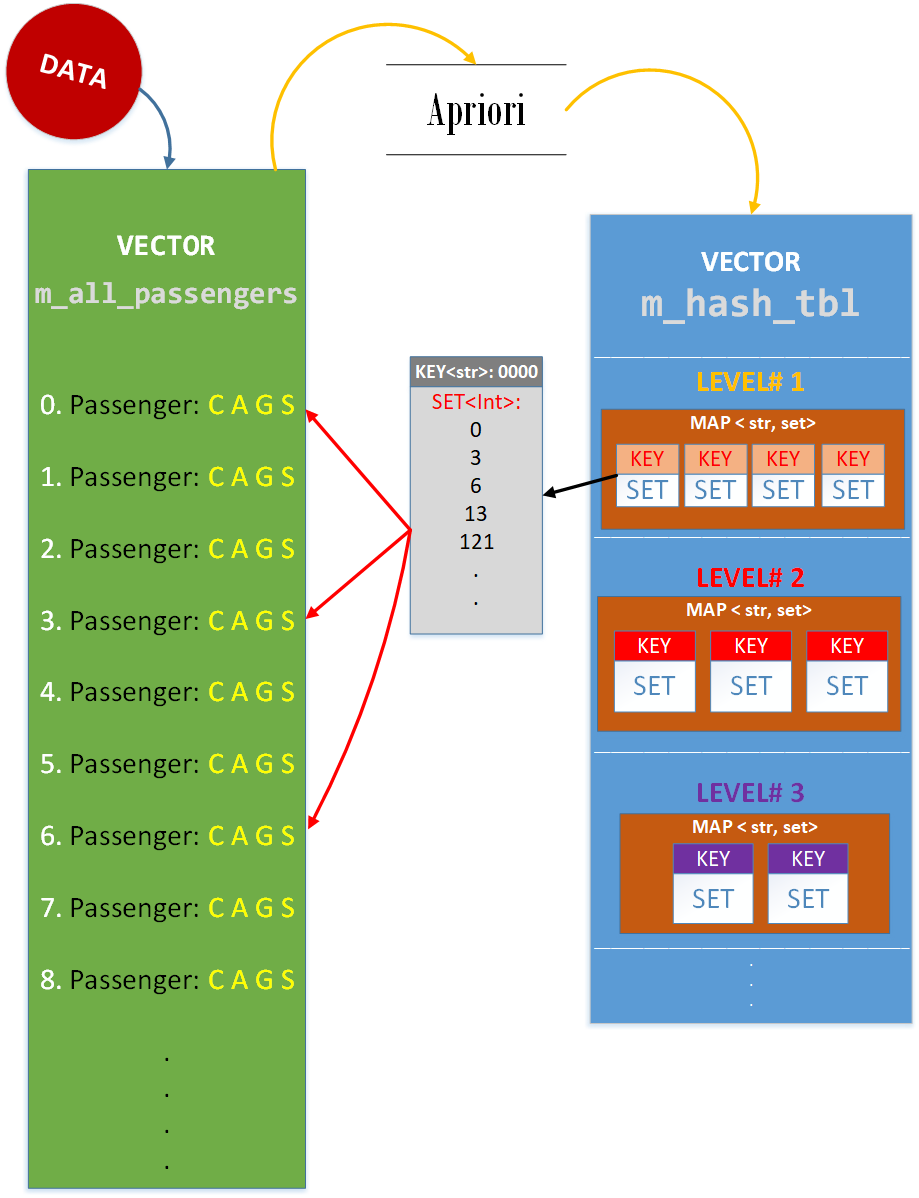 DATA
Apriori
VECTOR
m_all_passengers
0. Passenger: C A G S
1. Passenger: C A G S
2. Passenger: C A G S
3. Passenger: C A G S
4. Passenger: C A G S
5. Passenger: C A G S
6. Passenger: C A G S
7. Passenger: C A G S
8. Passenger: C A G S
.
.
.
.
KEY<str>: 0000
SET<Int>:
0
3
6
13
121
.
.
VECTOR
m_hash_tbl
LEVEL# 1
MAP < str, set>
KEY KEY KEY KEY
SET SET SET SET
LEVEL# 2
MAP < str, set>
KEY KEY KEY
SET SET SET
LEVEL# 3
MAP < str, set>
KEY KEY
SET SET
.
.
.